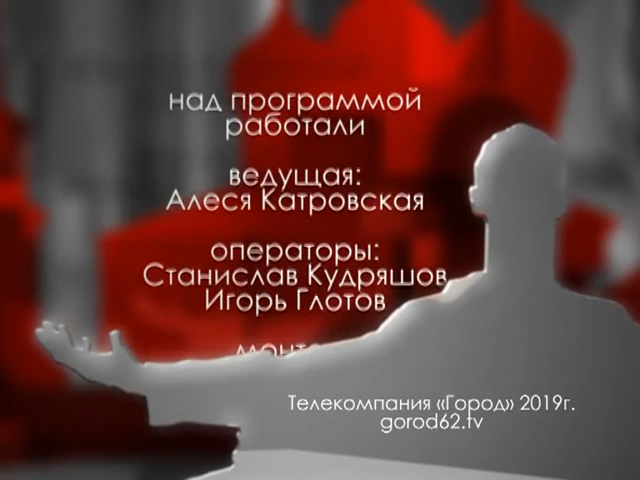 над программой
работали
ведущая:
Алеся Катровская
операторы:
Станислав Кудряшов
Игорь Глотов
Телекомпания «Город» 2019г.
gorod62.tv